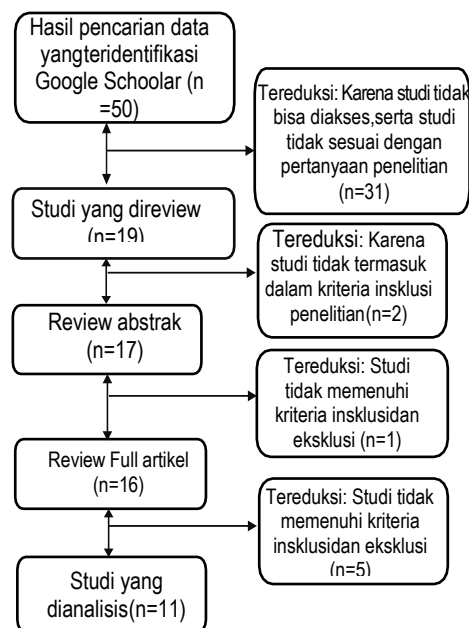 Hasil pencarian data
yangteridentifikasi
Google Schoolar (n
=50)
Tereduksi: Karena studi tidak
bisa diakses,serta studi
tidak sesuai dengan
pertanyaan penelitian
(n=31)
Studi yang direview
(n=19)
Tereduksi: Karena
studi tidak termasuk
dalam kriteria insklusi
penelitian(n=2)
Review abstrak
(n=17)
Tereduksi: Studi
tidak memenuhi
kriteria insklusidan
eksklusi (n=1)
Review Full artikel
(n=16)
Tereduksi: Studi tidak
memenuhi kriteria
insklusidan eksklusi
(n=5)
Studi yang
dianalisis(n=11)